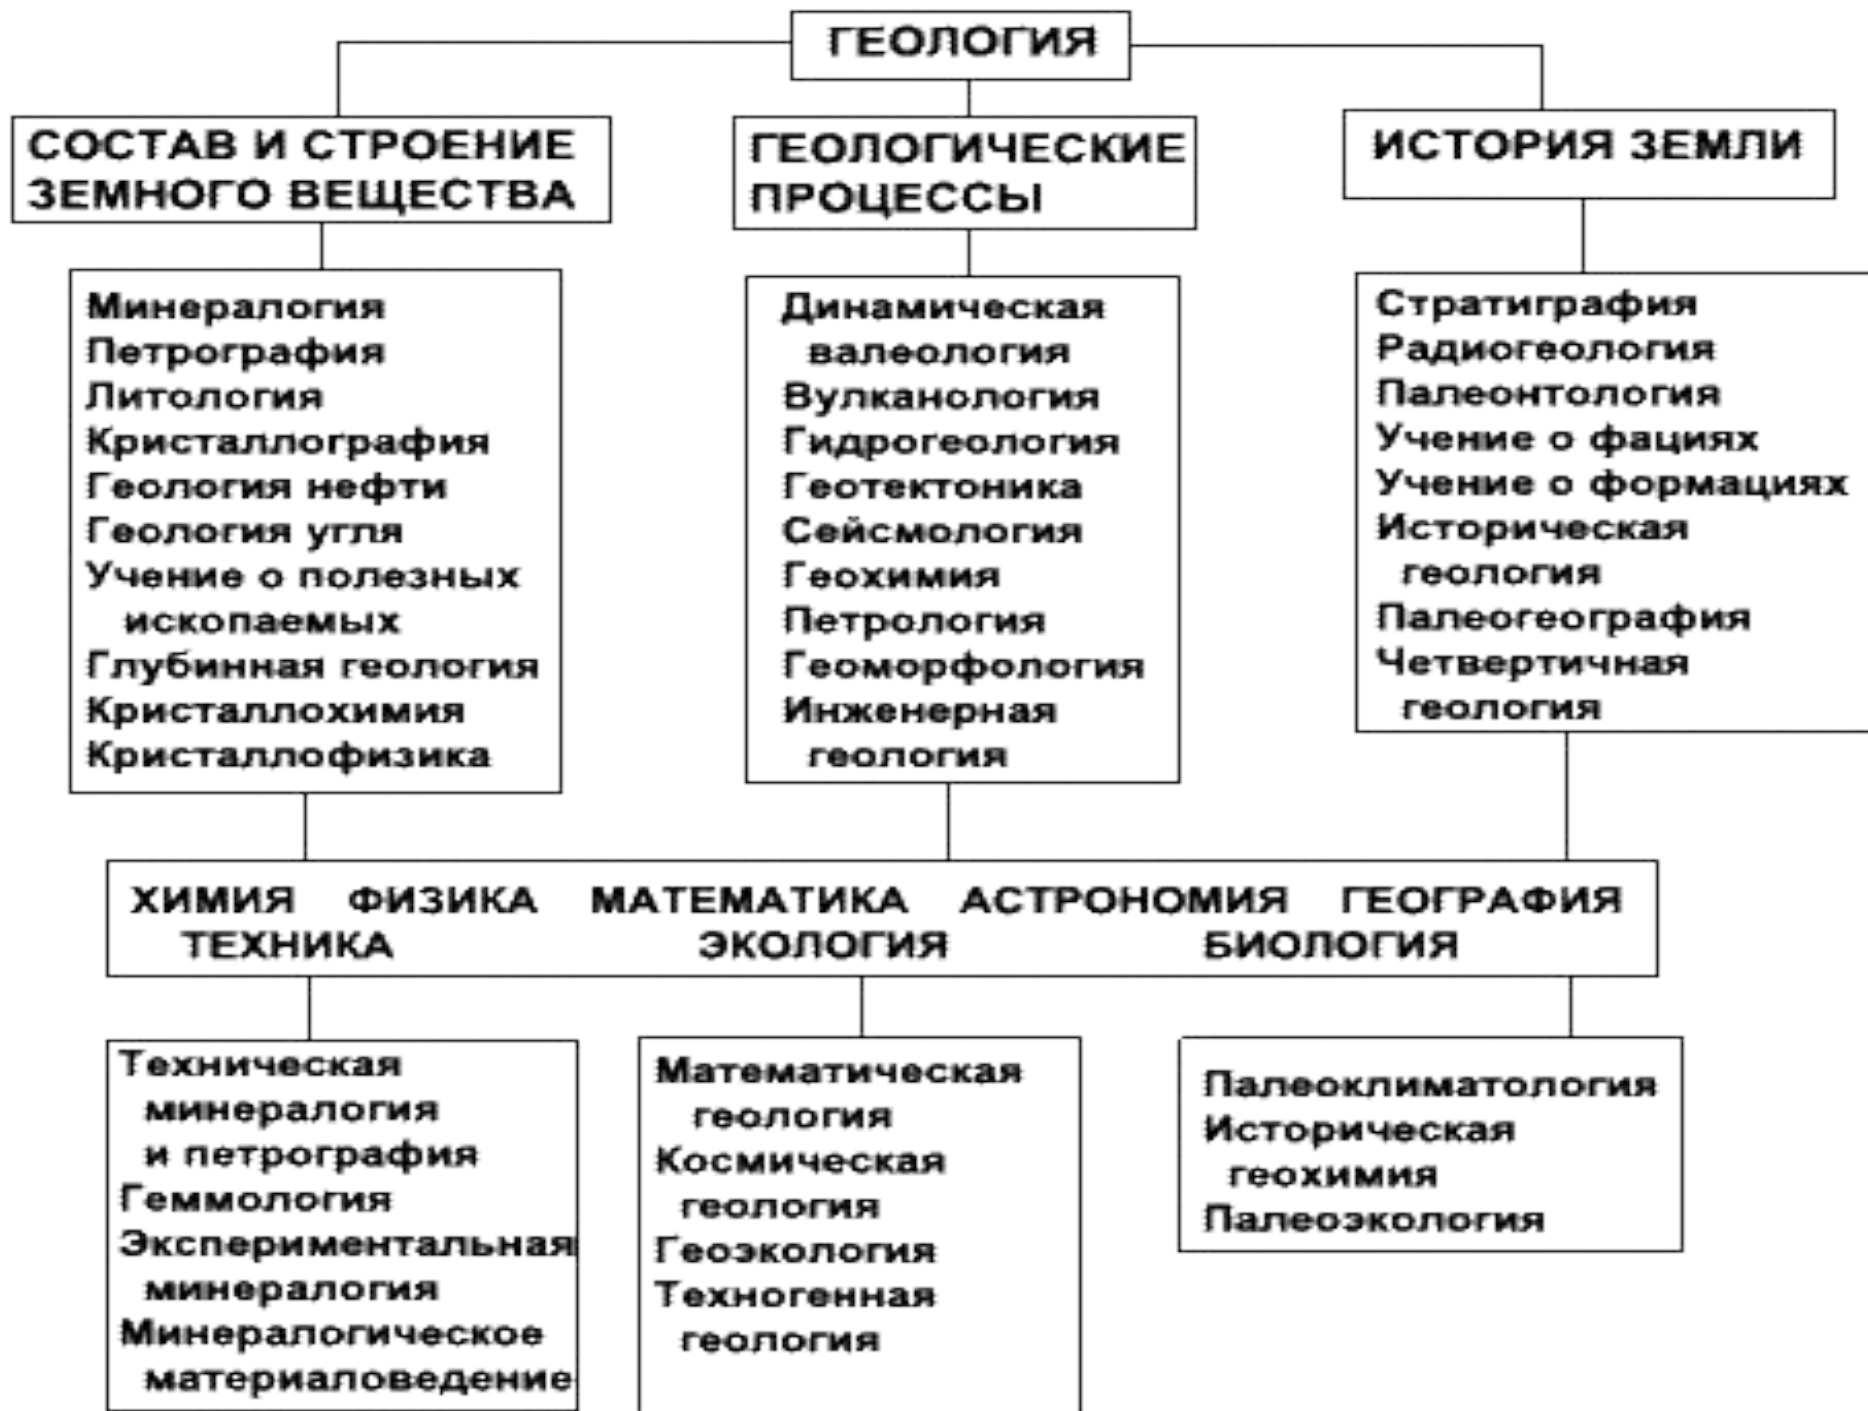 ГЕОЛОГИЯ
СОСТАВ И СТРОЕНИЕ
ЗЕМНОГО ВЕЩЕСТВА
ГЕОЛОГИЧЕСКИЕ
ПРОЦЕССЫ
ИСТОРИЯ ЗЕМЛИ
Минералогия
Петрография
Литология
Кристаллография
Геология нефти
Геология угля
Учение о полезных
ископаемых
Глубинная геология
Кристаллохимия
Кристаллофизика
Динамическая
валеология
Вулканология
Гидрогеология
Геотектоника
Сейсмология
Геохимия
Петрология
Геоморфология
Инженерная
геология
Стратиграфия
Радиогеология
Палеонтология
Учение о фациях
Учение о формациях
Историческая
геология
Палеогеография
Четвертичная
геология
ХИМИЯ ФИЗИКА МАТЕМАТИКА АСТРОНОМИЯ ГЕОГРАФИЯ
ТЕХНИКА ЭКОЛОГИЯ БИОЛОГИЯ
Техническая
минералогия
и петрография
Геммология
Экспериментальная
минералогия
Минералогическое
материаловедение
Математическая
геология
Космическая
геология
Геоэкология
Техногенная
геология
Палеоклиматология
Историческая
геохимия
Палеоэкология